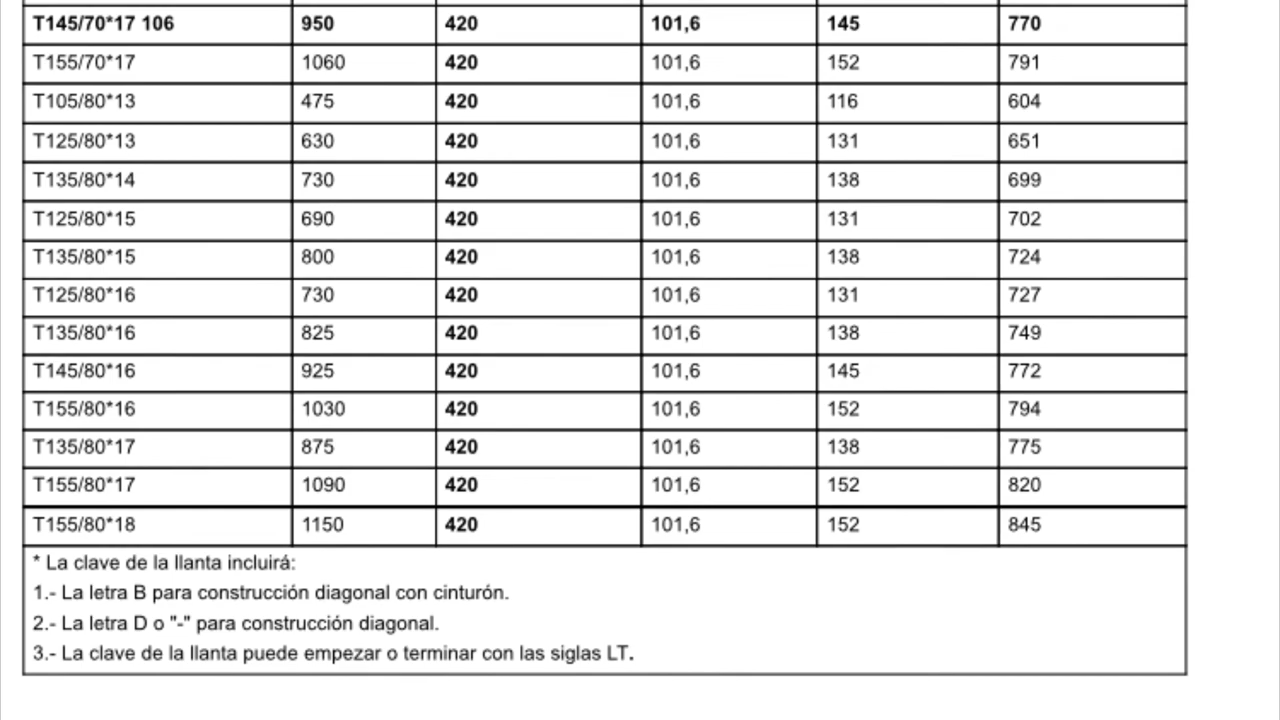 T145/70*17 106 950 420 101,6 145 770
T155/70*17 1060 420 101,6 152 791
T105/80*13 475 420 101,6 116 604
T125/80*13 630 420 101,6 131 651
T135/80*14 730 420 101,6 138 699
T125/80*15 690 420 101,6 131 702
T135/80*15 800 420 101,6 138 724
T125/80*16 730 420 101,6 131 727
T135/80*16 825 420 101,6 138 749
T145/80*16 925 420 101,6 145 772
T155/80*16 1030 420 101,6 152 794
T135/80*17 875 420 101,6 138 775
T155/80*17 1090 420 101,6 152 820
T155/80*18 1150 420 101,6 152 845
* La clave de la llanta incluirá:
1.- La letra B para construcción diagonal con cinturón.
2.- La letra D o "-" para construcción diagonal.
3.- La clave de la llanta puede empezar o terminar con las siglas LT.